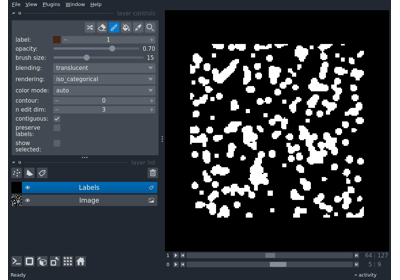 File View Plugins Window Help
layer controls
label: 1
opacity: 0.70
brush size: 15
blending: translucent
rendering: iso_categorical
color mode: auto
contour: 0
n edit dim: 3
contiguous:
preserve
labels:
show
selected:
layer list
Labels
Image
1 64 127
0 5 9
activity